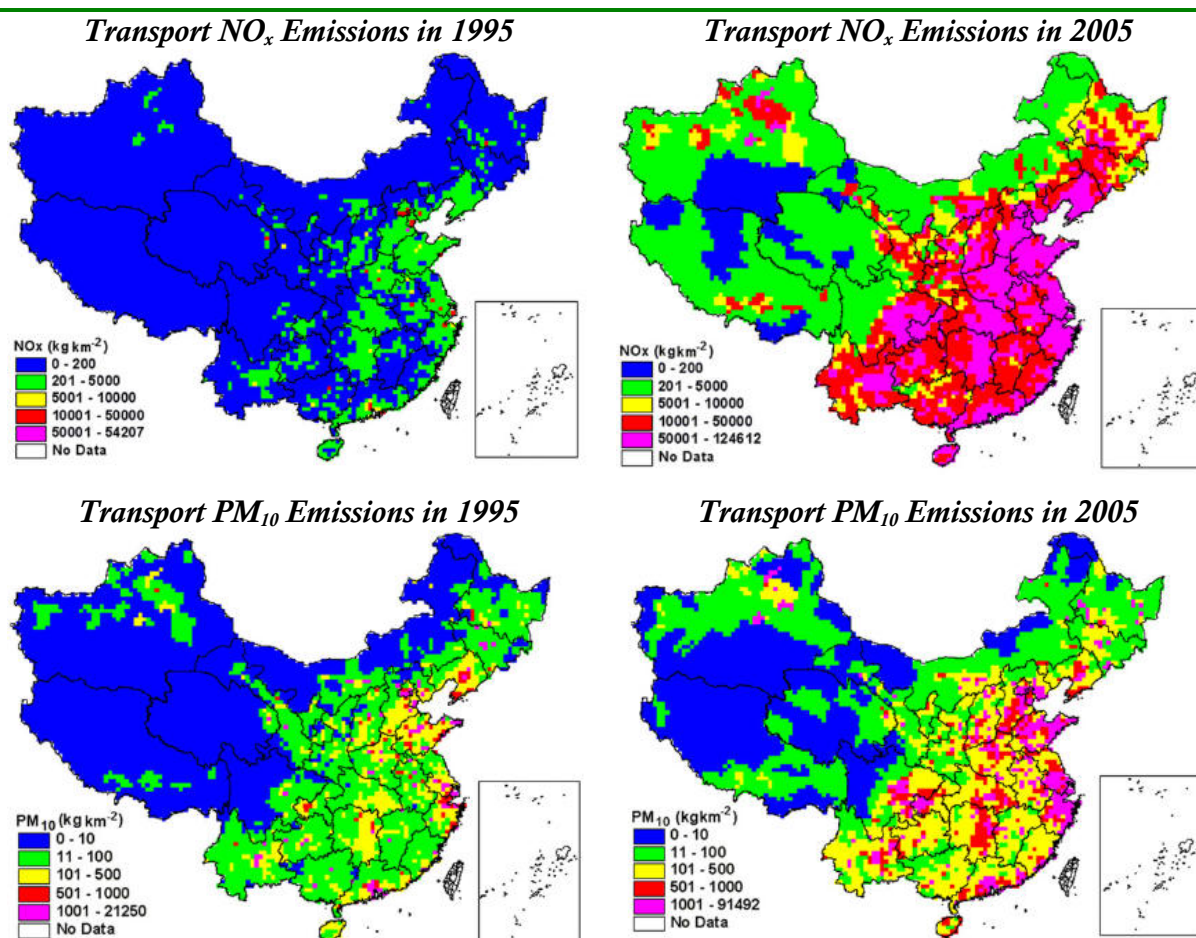 Transport NOx Emissions in 1995
Transport NOx Emissions in 2005
NOx (kg km-2)
0 - 200
201 - 5000
5001 - 10000
10001 - 50000
50001 - 54207
No Data
NOx (kg km-2)
0 - 200
201 - 5000
5001 - 10000
10001 - 50000
50001 - 124612
No Data
Transport PM10 Emissions in 1995
Transport PM10 Emissions in 2005
PM10 (kg km-2)
0 - 10
11 - 100
101 - 500
501 - 1000
1001 - 21250
No Data
PM10 (kg km-2)
0 - 10
11 - 100
101 - 500
501 - 1000
1001 - 91492
No Data